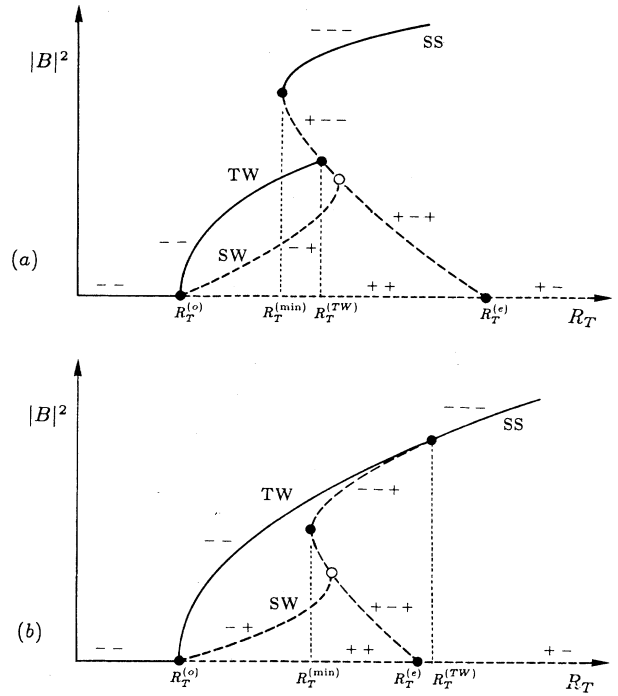 − − −
SS
|B|²
+ − −
TW
+ − +
− −
SW
− +
(a)
− −
+ +
+ −
R_T^(o)
R_T^(min)
R_T^(TW)
R_T^(e)
R_T
|B|²
− − −
SS
TW
− − +
− −
SW
− +
+ − +
(b)
− −
+ +
+ −
R_T^(o)
R_T^(min)
R_T^(e)
R_T^(TW)
R_T